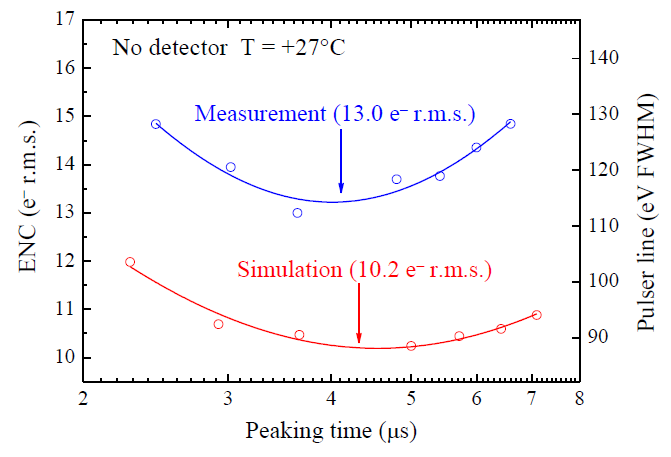 No detector T = +27°C
Measurement (13.0 e⁻ r.m.s.)
Simulation (10.2 e⁻ r.m.s.)
ENC (e⁻ r.m.s.)
17
16
15
14
13
12
11
10
Pulser line (eV FWHM)
140
130
120
110
100
90
2 3 4 5 6 7 8
Peaking time (μs)